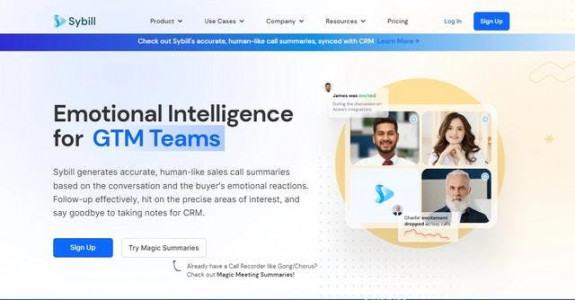 Sybill
Product
Use Cases
Company
Resources
Pricing
Log In
Sign Up
Check out Sybill's accurate, human-like call summaries, synced with CRM. Learn More
Emotional Intelligence
for GTM Teams
Sybill generates accurate, human-like sales call summaries
based on the conversation and the buyer's emotional reactions.
Follow-up effectively, hit on the precise areas of interest, and
say goodbye to taking notes for CRM.
Sign Up
Try Magic Summaries
Already have a Call Recorder like Gong/Chorus?
Check out Magic Meeting Summaries!
James was excited
During the discussion on
Charlie' excitement
dropped across calls